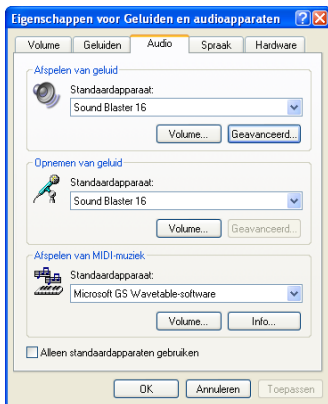 Eigenschappen voor Geluiden en audioapparaten
Volume Geluiden Audio Spraak Hardware
Afspelen van geluid
Standaardapparaat:
Sound Blaster 16
Volume... Geavanceerd...
Opnemen van geluid
Standaardapparaat:
Sound Blaster 16
Volume... Geavanceerd...
Afspelen van MIDI-muziek
Standaardapparaat:
Microsoft GS Wavetable-software
Volume... Info...
Alleen standaardapparaten gebruiken
OK Annuleren Toepassen